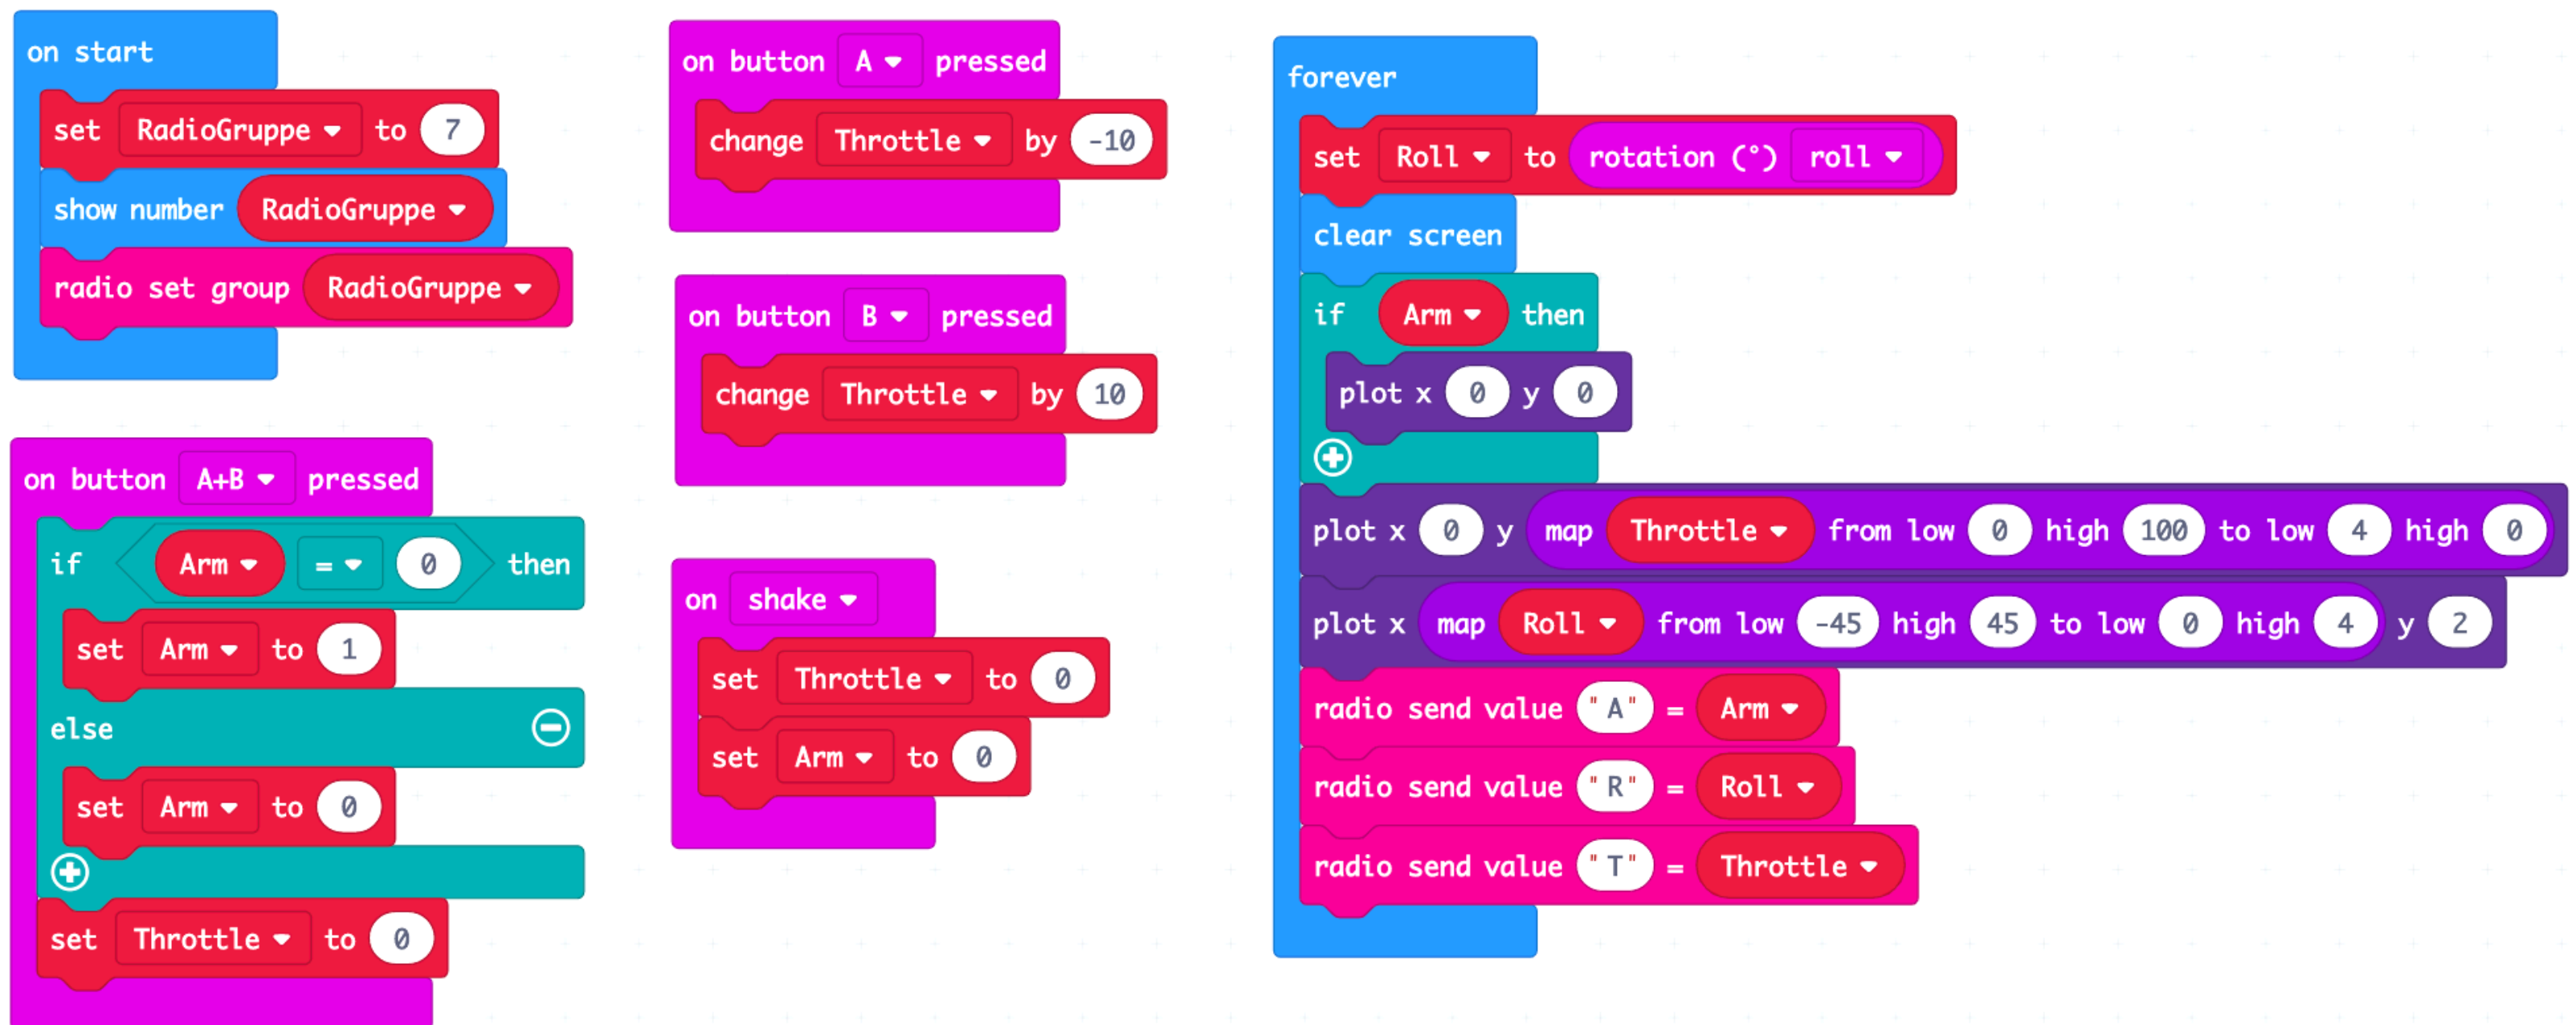 on start
set RadioGruppe to 7
show number RadioGruppe
radio set group RadioGruppe
on button A+B pressed
if Arm = 0 then
set Arm to 1
else
set Arm to 0
set Throttle to 0
on button A pressed
change Throttle by -10
on button B pressed
change Throttle by 10
on shake
set Throttle to 0
set Arm to 0
forever
set Roll to rotation (°) roll
clear screen
if Arm then
plot x 0 y 0
plot x 0 y map Throttle from low 0 high 100 to low 4 high 0
plot x map Roll from low -45 high 45 to low 0 high 4 y 2
radio send value "A" = Arm
radio send value "R" = Roll
radio send value "T" = Throttle